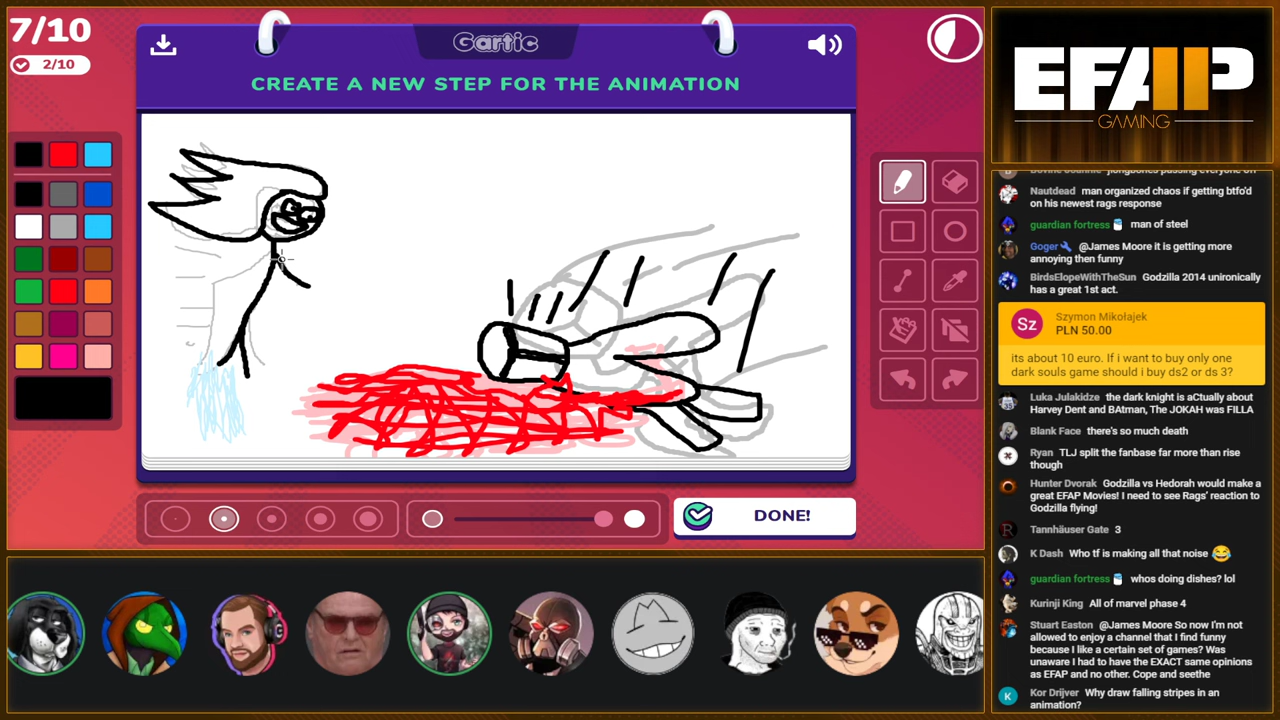 7/10
2/10
Gartic
CREATE A NEW STEP FOR THE ANIMATION
DONE!
EFAP
GAMING
Nautdead man organized chaos if getting btfo'd
on his newest rags response
guardian fortress man of steel
Goger @James Moore it is getting more
annoying then funny
BirdsElopeWithTheSun Godzilla 2014 unironically
has a great 1st act.
Sz
Szymon Mikołajek
PLN 50.00
its about 10 euro. If i want to buy only one
dark souls game should i buy ds2 or ds 3?
Luka Julakidze the dark knight is aCtually about
Harvey Dent and BAtman, The JOKAH was FILLA
Blank Face there's so much death
Ryan TLJ split the fanbase far more than rise
though
Hunter Dvorak Godzilla vs Hedorah would make a
great EFAP Movies! I need to see Rags' reaction to
Godzilla flying!
Tannhäuser Gate 3
K Dash Who tf is making all that noise
guardian fortress whos doing dishes? lol
Kurinji King All of marvel phase 4
Stuart Easton @James Moore So now I'm not
allowed to enjoy a channel that I find funny
because I like a certain set of games? Was
unaware I had to have the EXACT same opinions
as EFAP and no other. Cope and seethe
K
Kor Drijver Why draw falling stripes in an
animation?